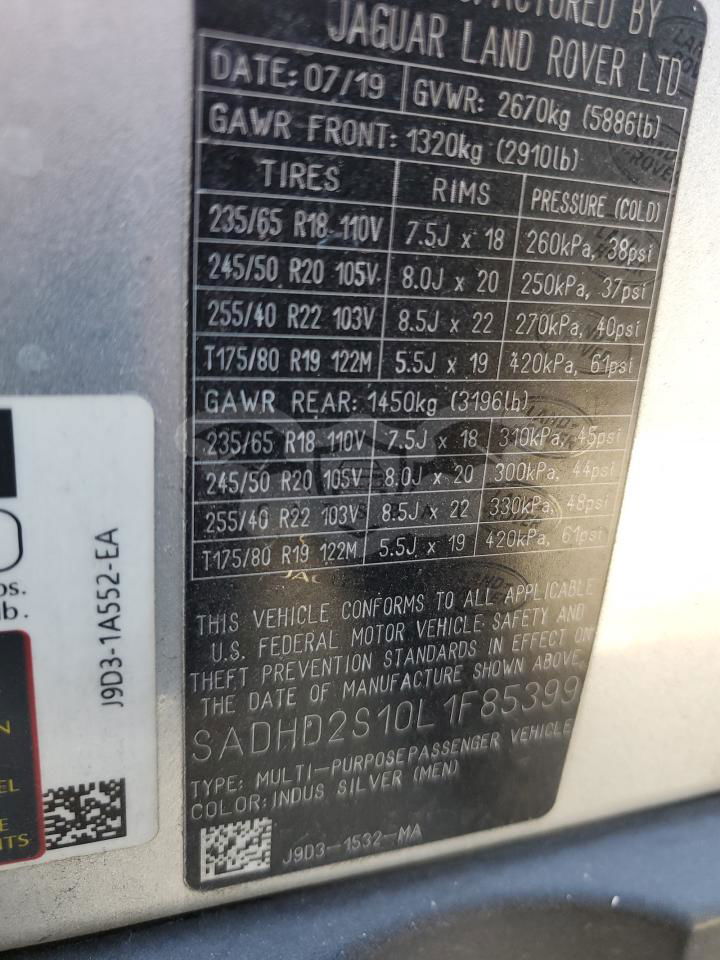 BY
JAGUAR LAND ROVER LTD
DATE: 07/19 GVWR: 2670kg (5886lb)
GAWR FRONT: 1320kg (2910lb)
TIRES RIMS PRESSURE (COLD)
235/65 R18 110V 7.5J x 18 260kPa, 38psi
245/50 R20 105V 8.0J x 20 250kPa, 37psi
255/40 R22 103V 8.5J x 22 270kPa, 40psi
T175/80 R19 122M 5.5J x 19 420kPa, 61psi
GAWR REAR: 1450kg (3196lb)
235/65 R18 110V 7.5J x 18 310kPa, 45psi
245/50 R20 105V 8.0J x 20 300kPa, 44psi
255/40 R22 103V 8.5J x 22 330kPa, 48psi
T175/80 R19 122M 5.5J x 19 420kPa, 61psi
THIS VEHICLE CONFORMS TO ALL APPLICABLE
U.S. FEDERAL MOTOR VEHICLE SAFETY AND
THEFT PREVENTION STANDARDS IN EFFECT ON
THE DATE OF MANUFACTURE SHOWN ABOVE.
SADHD2S10L1F85399
TYPE: MULTI-PURPOSE PASSENGER VEHICLE
COLOR: INDUS SILVER (MEN)
J9D3-1532-MA
J9D3-1A552-EA